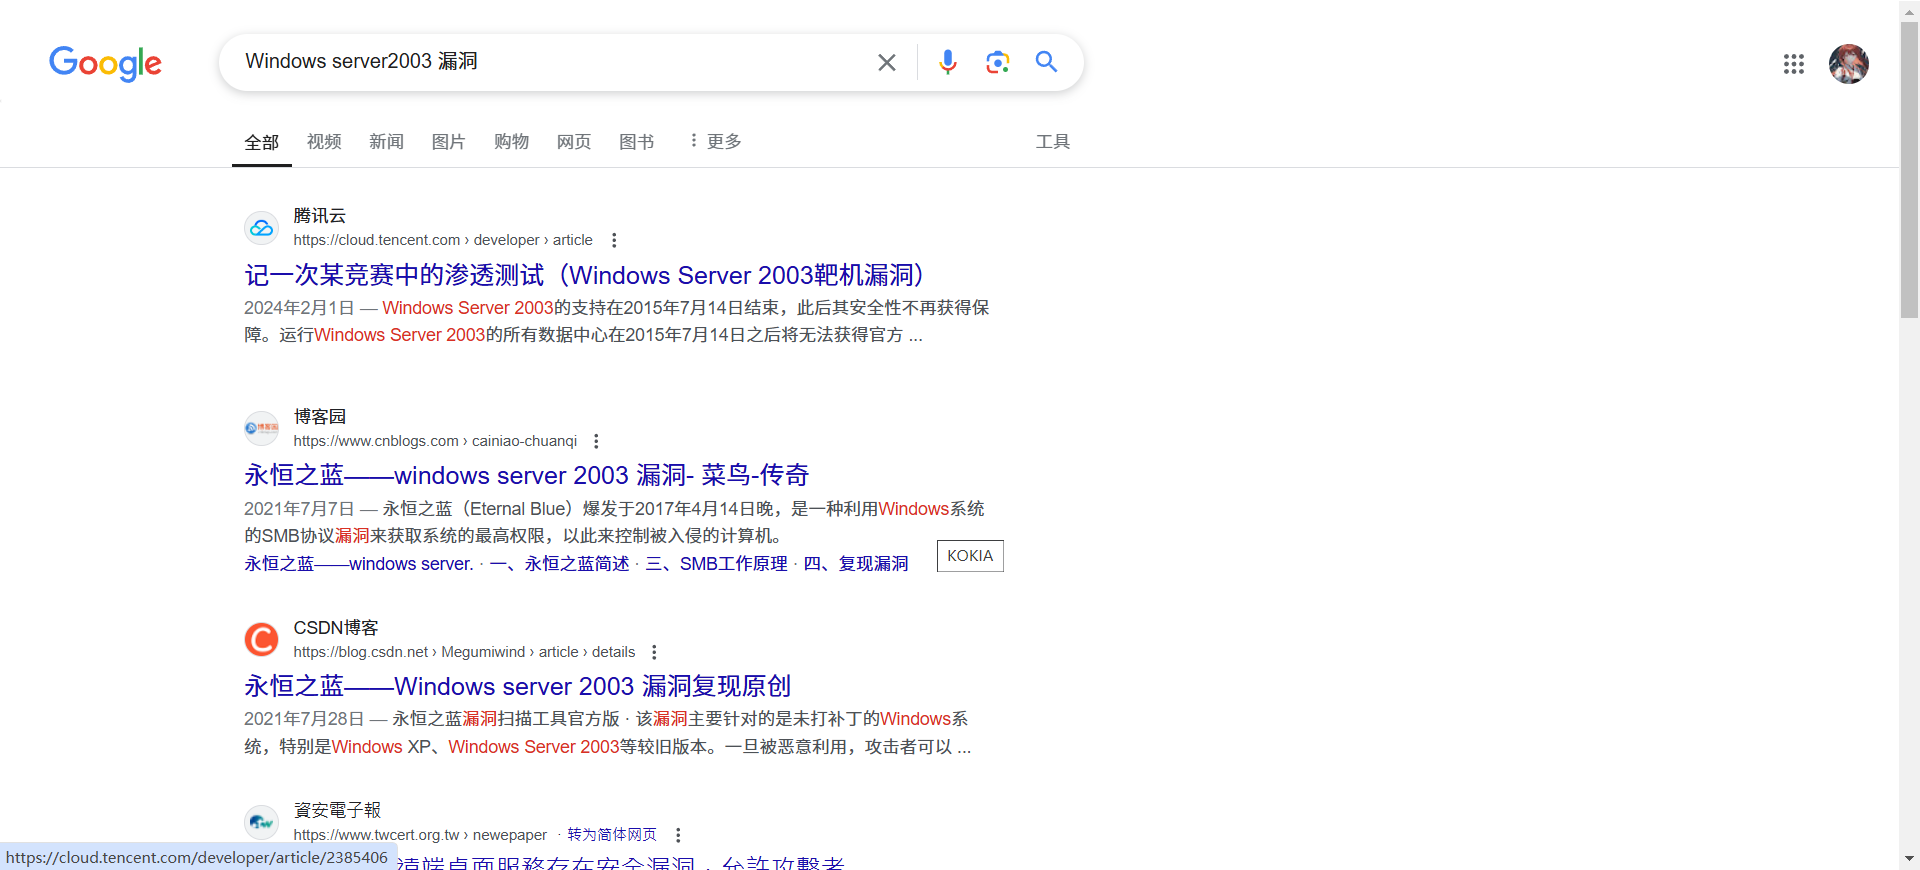 Google
Windows server2003 漏洞
全部 视频 新闻 图片 购物 网页 图书 更多 工具
腾讯云
https://cloud.tencent.com › developer › article
记一次某竞赛中的渗透测试（Windows Server 2003靶机漏洞）
2024年2月1日 — Windows Server 2003的支持在2015年7月14日结束，此后其安全性不再获得保
障。运行Windows Server 2003的所有数据中心在2015年7月14日之后将无法获得官方 ...
博客园
https://www.cnblogs.com › cainiao-chuanqi
永恒之蓝——windows server 2003 漏洞- 菜鸟-传奇
2021年7月7日 — 永恒之蓝（Eternal Blue）爆发于2017年4月14日晚，是一种利用Windows系统
的SMB协议漏洞来获取系统的最高权限，以此来控制被入侵的计算机。
永恒之蓝——windows server. · 一、永恒之蓝简述 · 三、SMB工作原理 · 四、复现漏洞
KOKIA
CSDN博客
https://blog.csdn.net › Megumiwind › article › details
永恒之蓝——Windows server 2003 漏洞复现原创
2021年7月28日 — 永恒之蓝漏洞扫描工具官方版 · 该漏洞主要针对的是未打补丁的Windows系
统，特别是Windows XP、Windows Server 2003等较旧版本。一旦被恶意利用，攻击者可以 ...
資安電子報
https://www.twcert.org.tw › newepaper · 转为简体网页
https://cloud.tencent.com/developer/article/2385406
端桌面服務存在安全漏洞，允許攻擊者